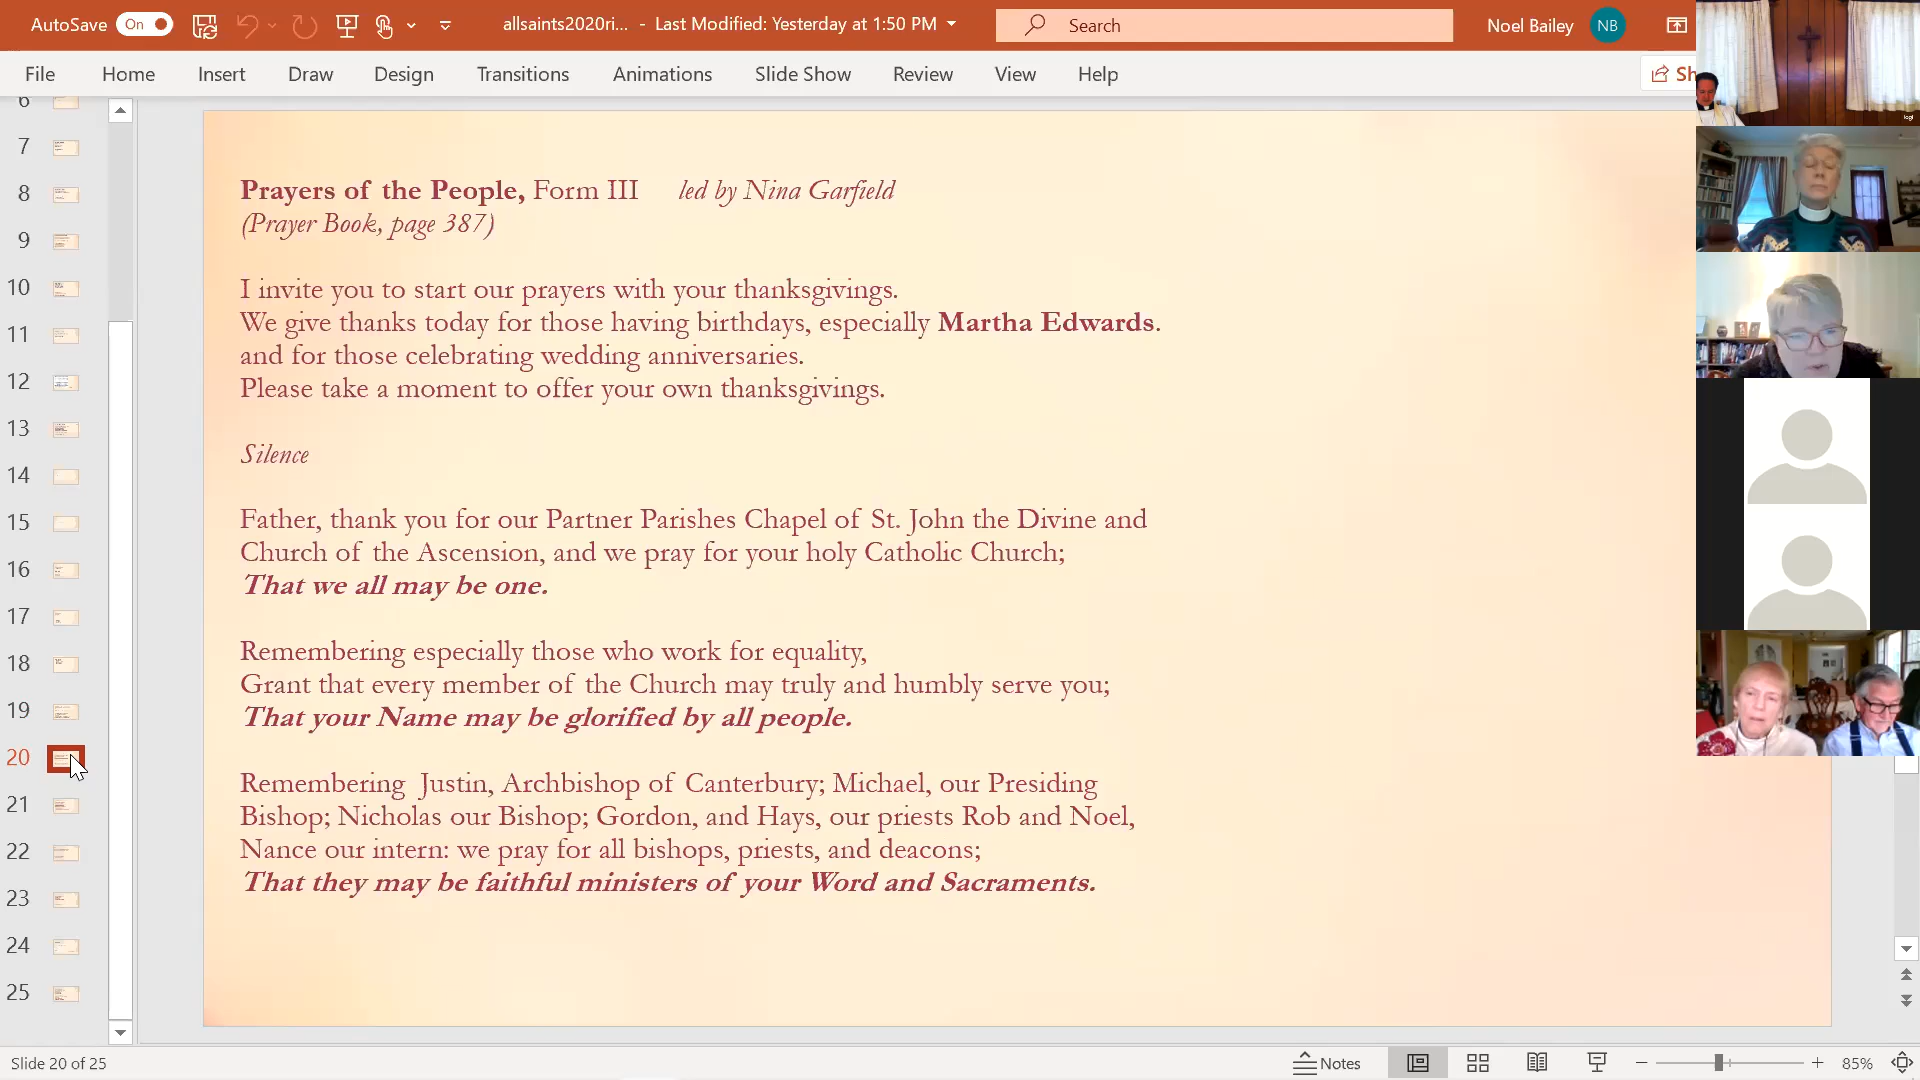 AutoSave On
allsaints2020ri... - Last Modified: Yesterday at 1:50 PM
Search
Noel Bailey NB
File Home Insert Draw Design Transitions Animations Slide Show Review View Help
6
7
8
9
10
11
12
13
14
15
16
17
18
19
20
21
22
23
24
25
Prayers of the People, Form III led by Nina Garfield
(Prayer Book, page 387)
I invite you to start our prayers with your thanksgivings.
We give thanks today for those having birthdays, especially Martha Edwards.
and for those celebrating wedding anniversaries.
Please take a moment to offer your own thanksgivings.
Silence
Father, thank you for our Partner Parishes Chapel of St. John the Divine and
Church of the Ascension, and we pray for your holy Catholic Church;
That we all may be one.
Remembering especially those who work for equality,
Grant that every member of the Church may truly and humbly serve you;
That your Name may be glorified by all people.
Remembering Justin, Archbishop of Canterbury; Michael, our Presiding
Bishop; Nicholas our Bishop; Gordon, and Hays, our priests Rob and Noel,
Nance our intern: we pray for all bishops, priests, and deacons;
That they may be faithful ministers of your Word and Sacraments.
Slide 20 of 25
Notes
85%